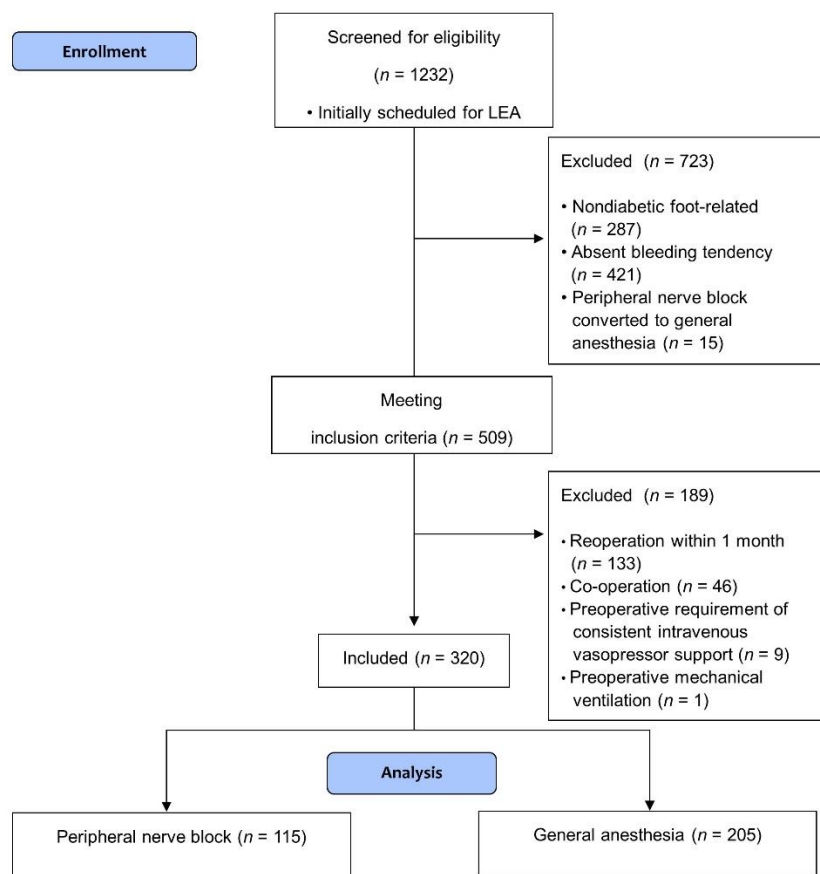 Enrollment
Screened for eligibility
(n = 1232)
• Initially scheduled for LEA
Excluded (n = 723)
• Nondiabetic foot-related
(n = 287)
• Absent bleeding tendency
(n = 421)
• Peripheral nerve block
converted to general
anesthesia (n = 15)
Meeting
inclusion criteria (n = 509)
Excluded (n = 189)
• Reoperation within 1 month
(n = 133)
• Co-operation (n = 46)
• Preoperative requirement of
consistent intravenous
vasopressor support (n = 9)
• Preoperative mechanical
ventilation (n = 1)
Included (n = 320)
Analysis
Peripheral nerve block (n = 115)
General anesthesia (n = 205)